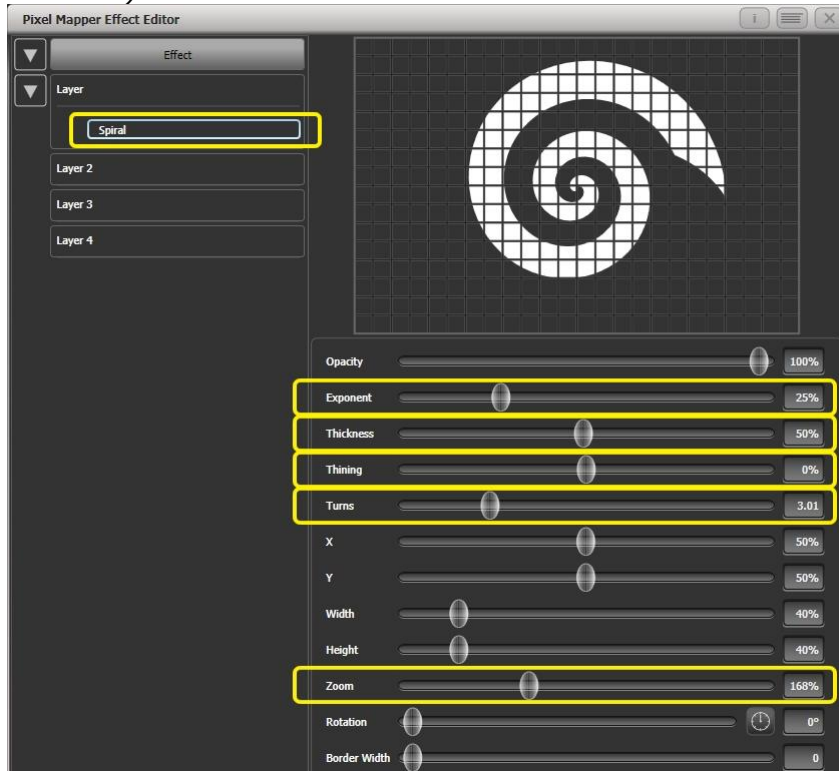 Pixel Mapper Effect Editor
Effect
Layer
Spiral
Layer 2
Layer 3
Layer 4
Opacity 100%
Exponent 25%
Thickness 50%
Thining 0%
Turns 3.01
X 50%
Y 50%
Width 40%
Height 40%
Zoom 168%
Rotation 0°
Border Width 0